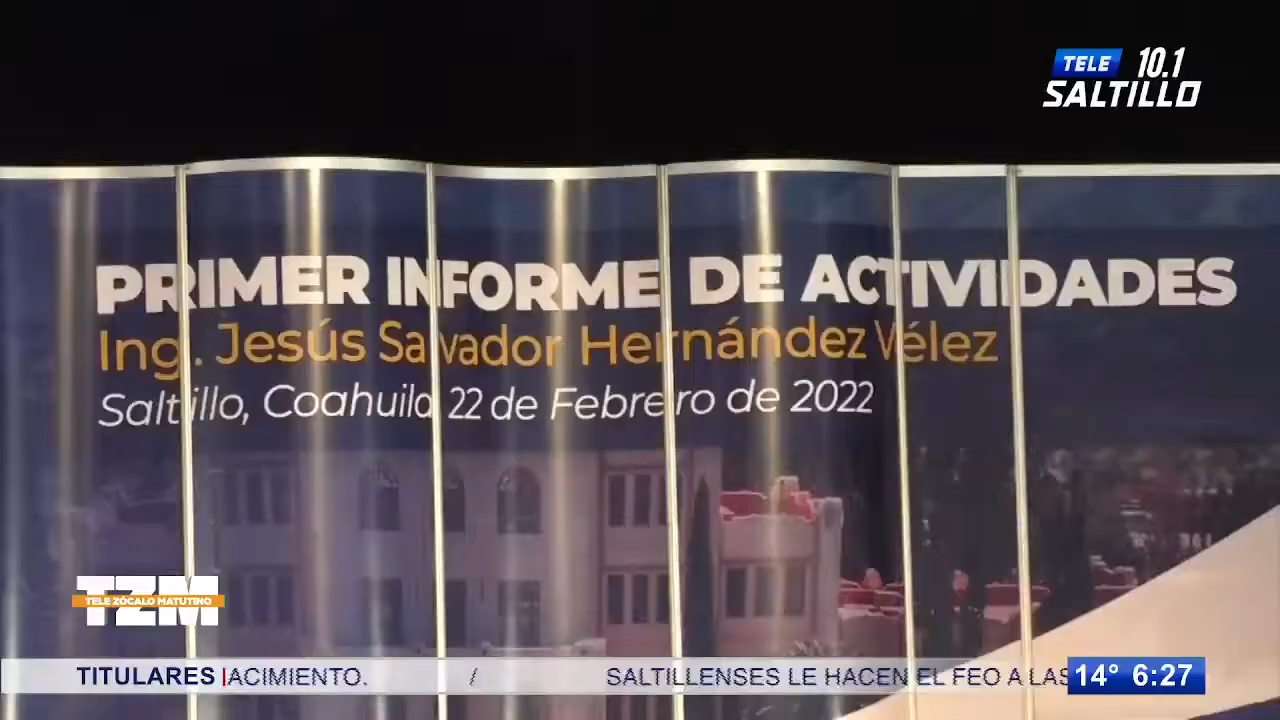 TELE 10.1
SALTILLO
PRIMER INFORME DE ACTIVIDADES
Ing. Jesús Salvador Hernández Vélez
Saltillo, Coahuila 22 de Febrero de 2022
TZM
TELE ZÓCALO MATUTINO
TITULARES |ACIMIENTO. / SALTILLENSES LE HACEN EL FEO A LAS 14° 6:27